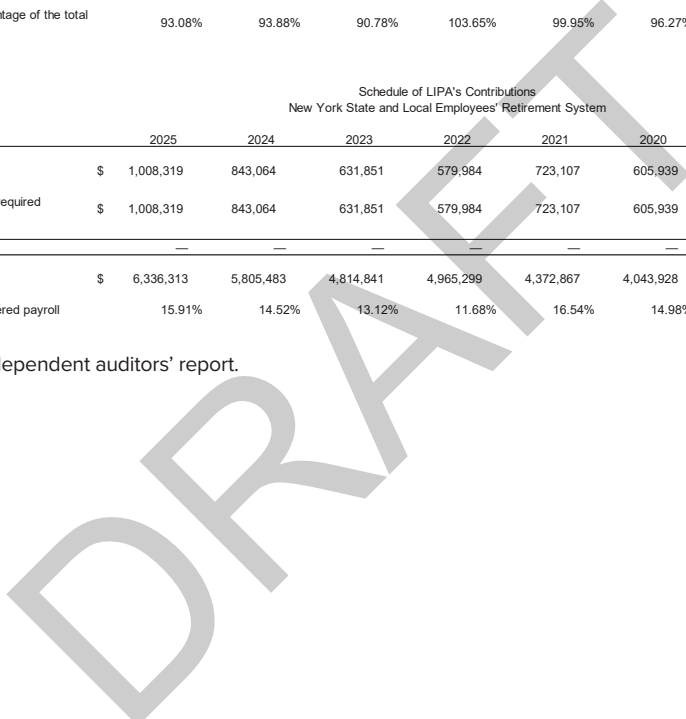 ntage of the total 93.08% 93.88% 90.78% 103.65% 99.95% 96.27%
Schedule of LIPA's Contributions
New York State and Local Employees' Retirement System
2025 2024 2023 2022 2021 2020
$ 1,008,319 843,064 631,851 579,984 723,107 605,939
equired $ 1,008,319 843,064 631,851 579,984 723,107 605,939
— — — — — —
$ 6,336,313 5,805,483 4,814,841 4,965,299 4,372,867 4,043,928
ered payroll 15.91% 14.52% 13.12% 11.68% 16.54% 14.98%
dependent auditors' report.
DRAFT